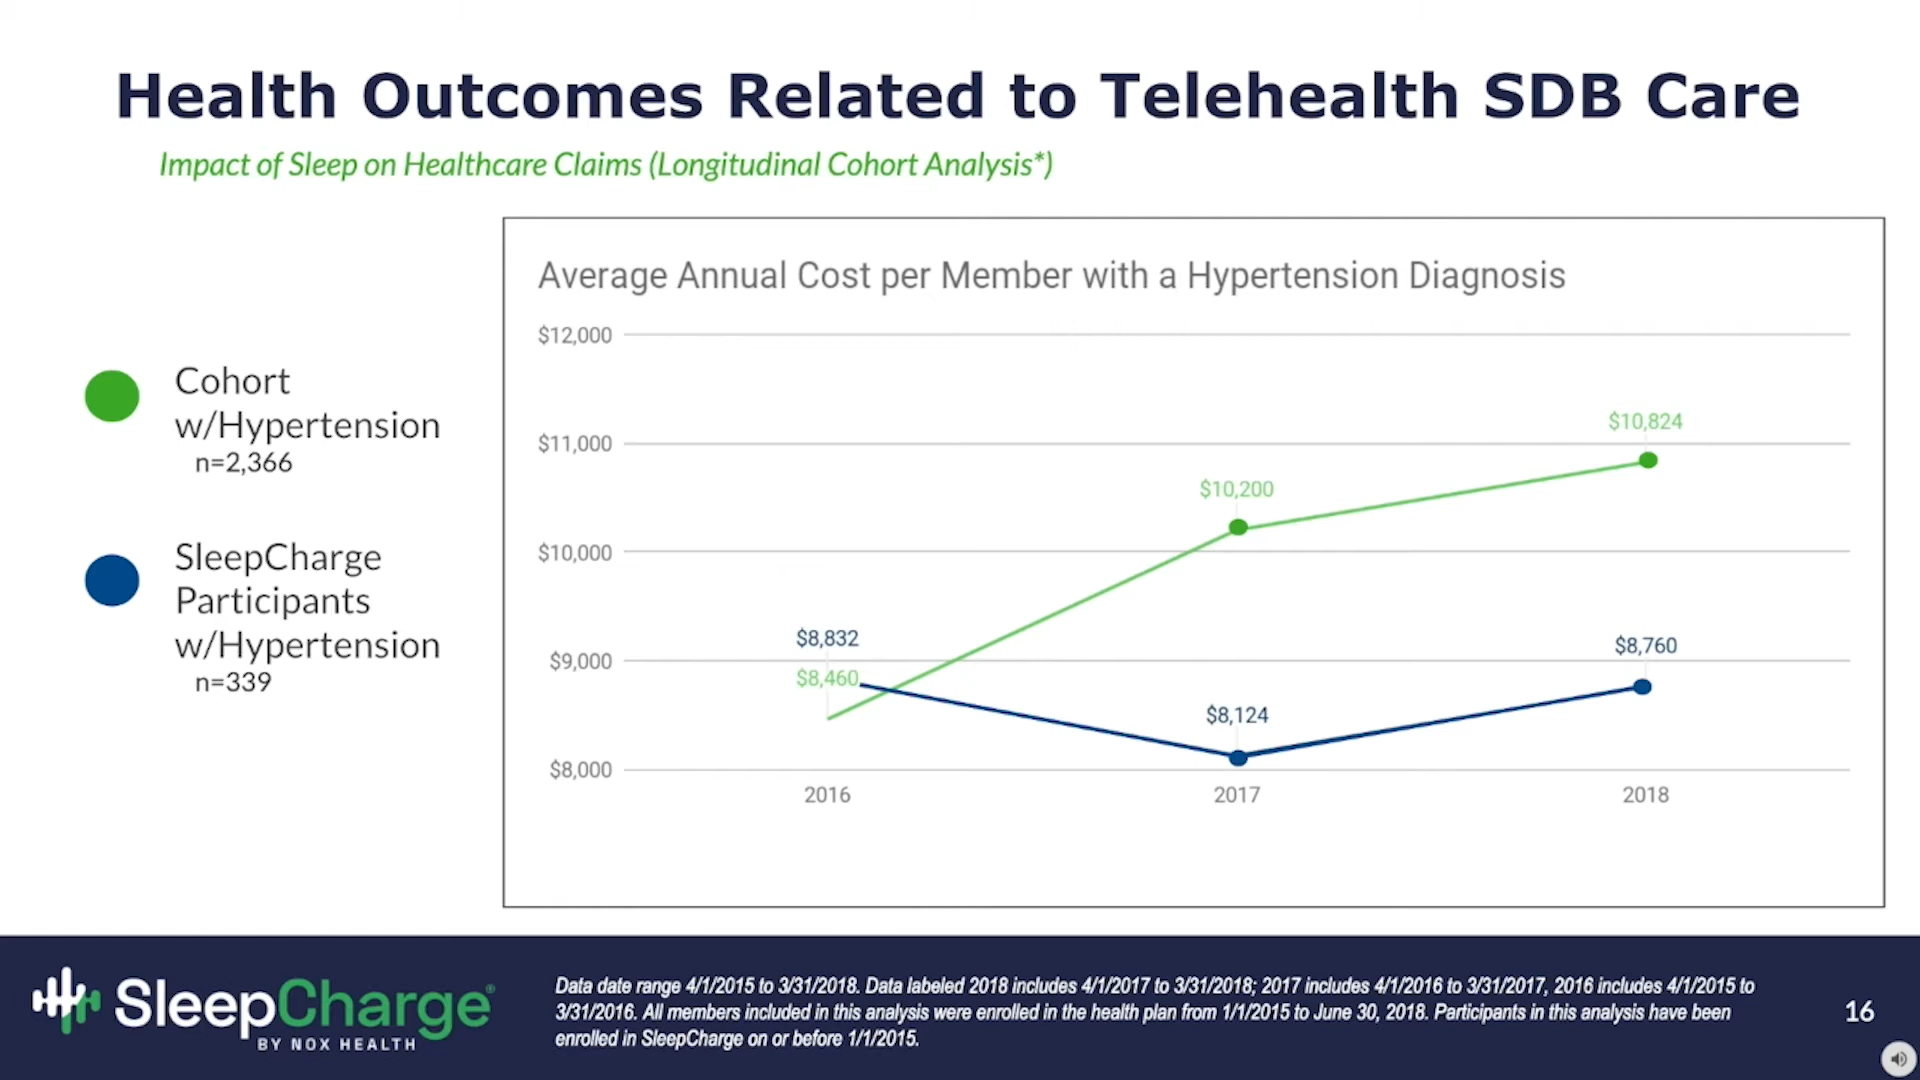 Health Outcomes Related to Telehealth SDB Care
Impact of Sleep on Healthcare Claims (Longitudinal Cohort Analysis*)
Cohort
w/Hypertension
n=2,366
SleepCharge
Participants
w/Hypertension
n=339
Average Annual Cost per Member with a Hypertension Diagnosis
$12,000
$11,000
$10,000
$9,000
$8,000
$10,824
$10,200
$8,832
$8,460
$8,124
$8,760
2016
2017
2018
SleepCharge®
BY NOX HEALTH
Data date range 4/1/2015 to 3/31/2018. Data labeled 2018 includes 4/1/2017 to 3/31/2018; 2017 includes 4/1/2016 to 3/31/2017, 2016 includes 4/1/2015 to
3/31/2016. All members included in this analysis were enrolled in the health plan from 1/1/2015 to June 30, 2018. Participants in this analysis have been
enrolled in SleepCharge on or before 1/1/2015.
16